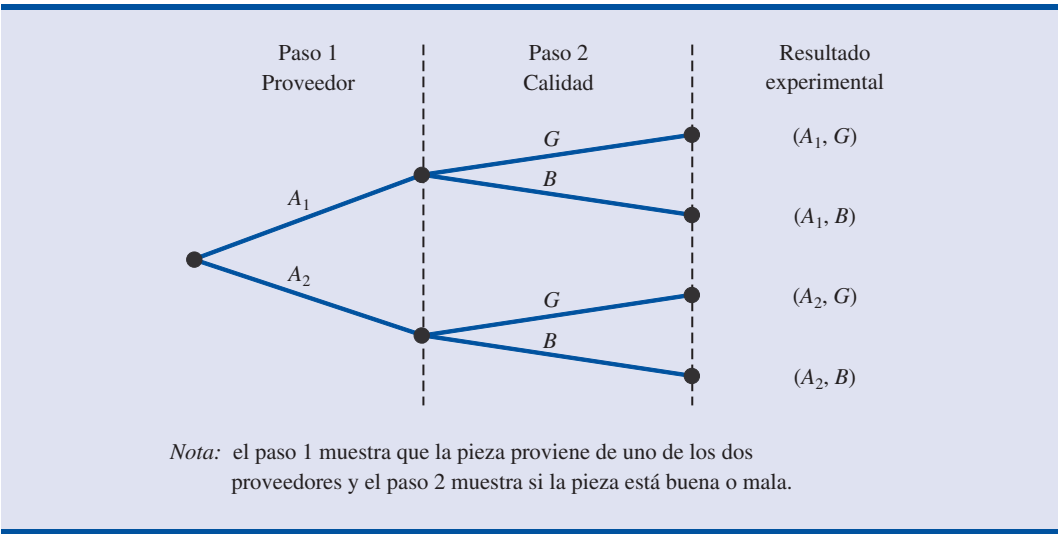 Paso 1
Proveedor
Paso 2
Calidad
Resultado
experimental
G
(A₁, G)
B
A₁
(A₁, B)
A₂
G
(A₂, G)
B
(A₂, B)
Nota: el paso 1 muestra que la pieza proviene de uno de los dos
proveedores y el paso 2 muestra si la pieza está buena o mala.